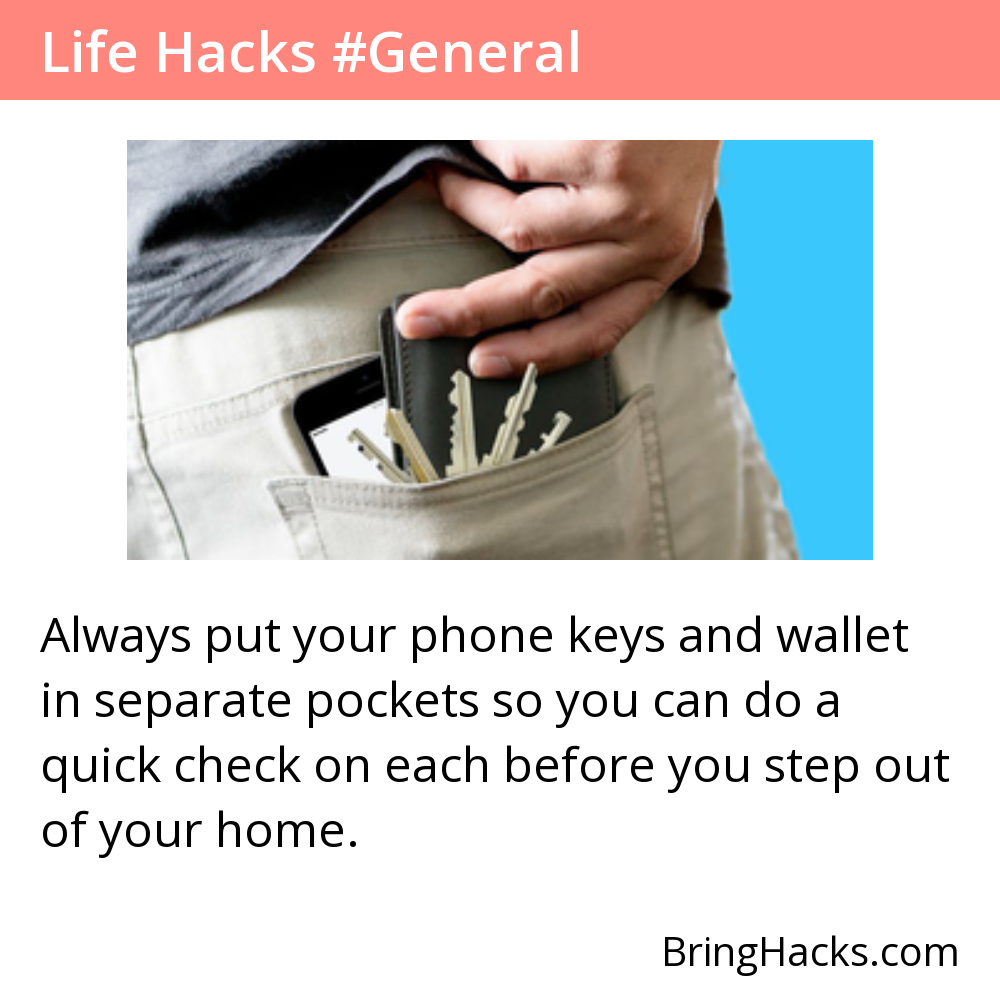 Life Hacks #General
Always put your phone keys and wallet
in separate pockets so you can do a
quick check on each before you step out
of your home.
BringHacks.com